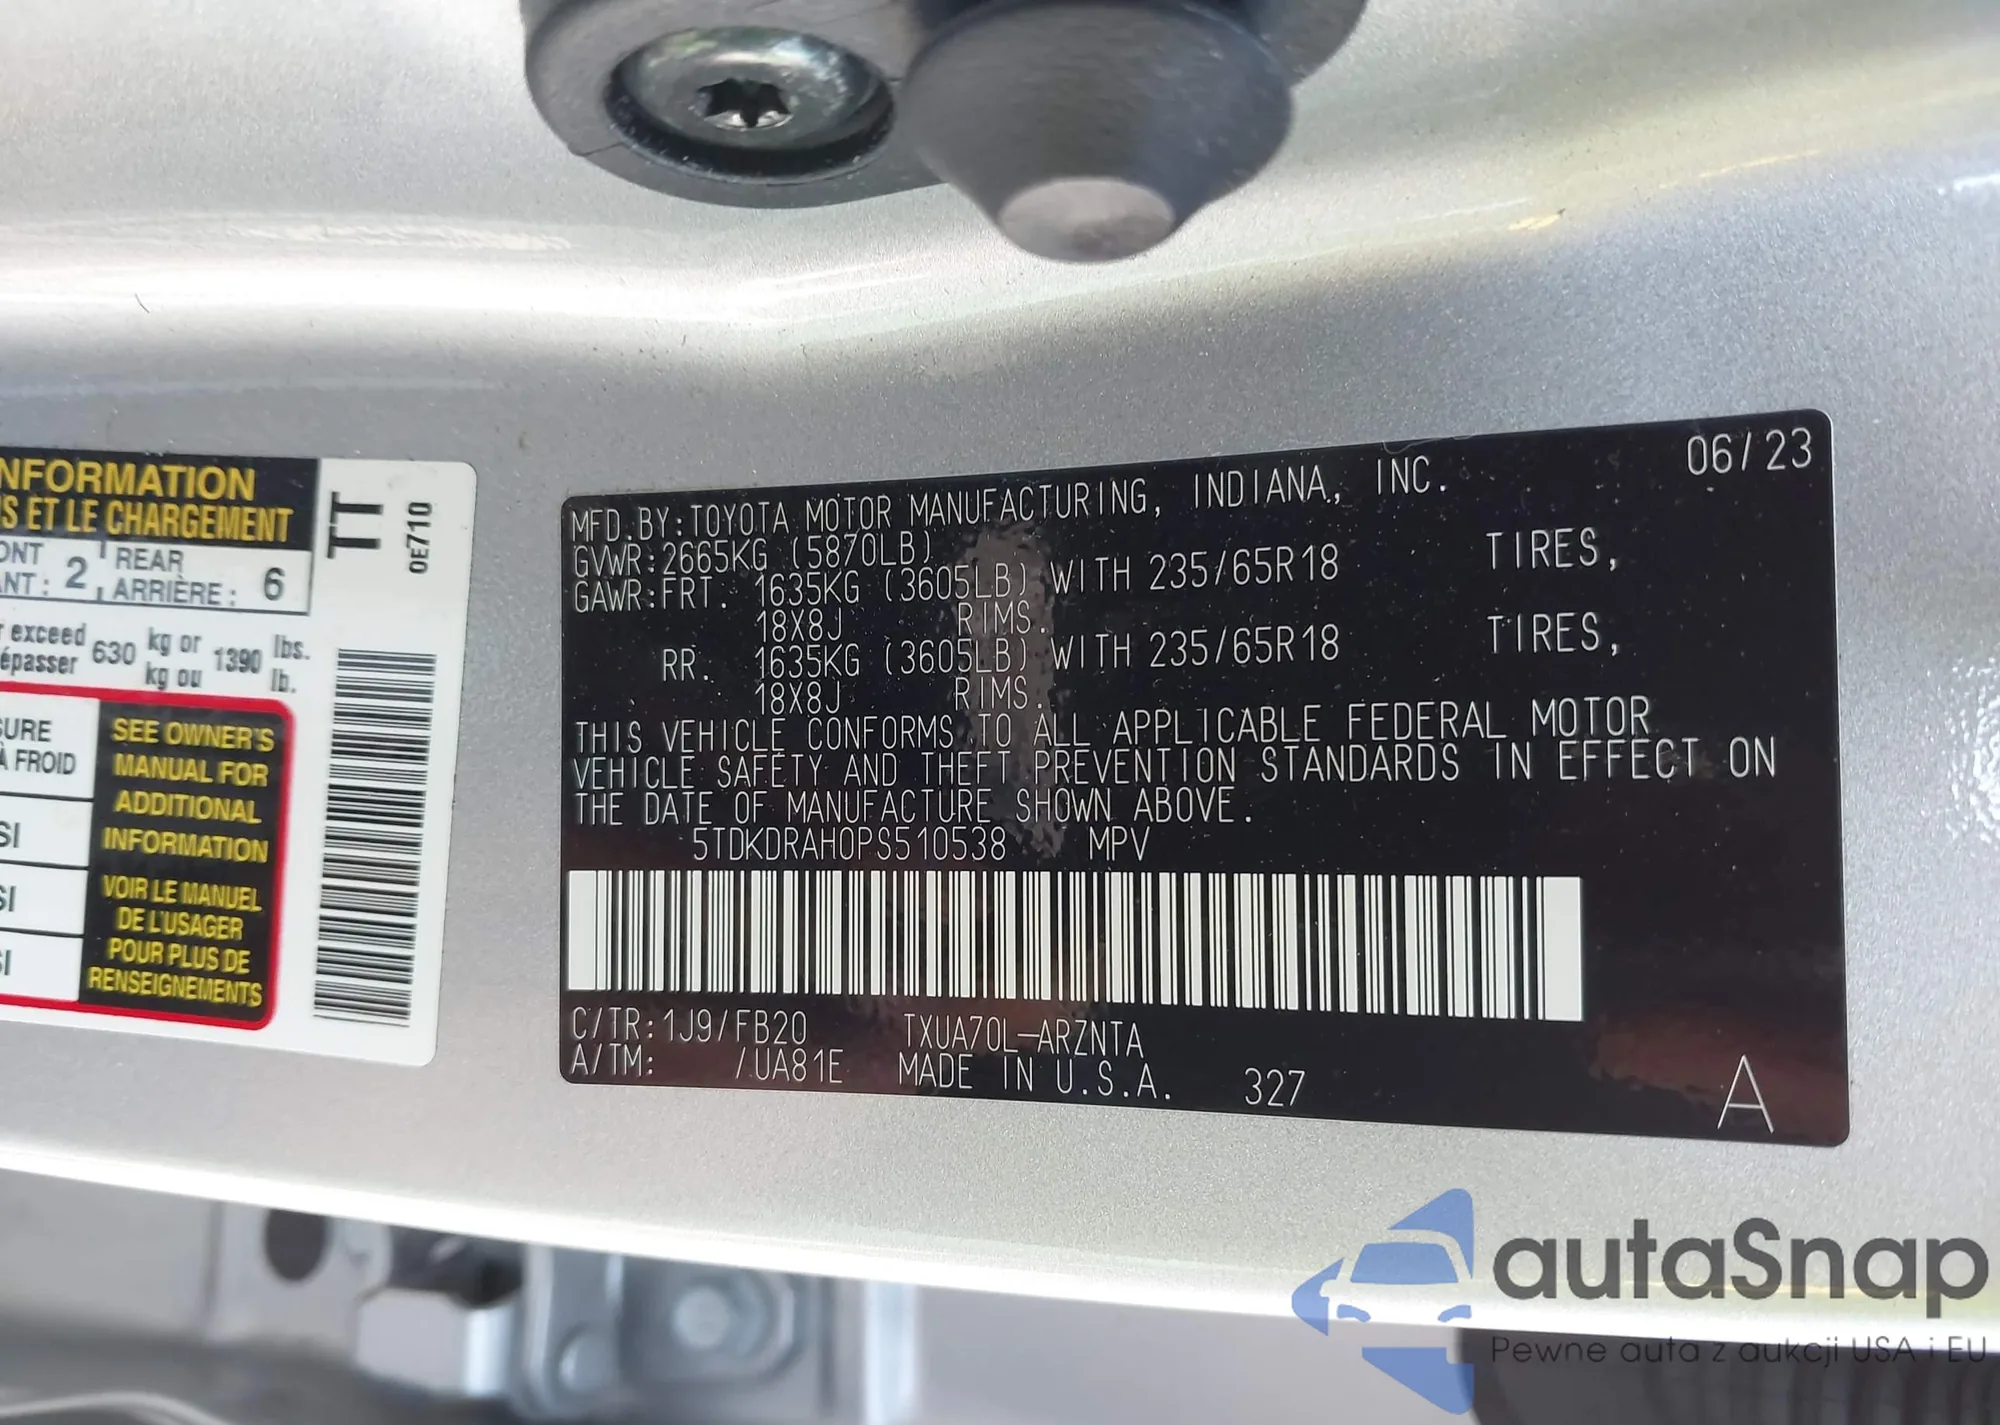 NFORMATION
S ET LE CHARGEMENT
ONT 2 REAR
ANT : ARRIÈRE : 6
r exceed 630 kg or 1390 lbs.
épasser kg ou lb.
SURE
À FROID
SI
SI
SI
SEE OWNER'S
MANUAL FOR
ADDITIONAL
INFORMATION
VOIR LE MANUEL
DE L'USAGER
POUR PLUS DE
RENSEIGNEMENTS
TT
0E710
06/23
MFD.BY:TOYOTA MOTOR MANUFACTURING, INDIANA, INC.
GVWR:2665KG (5870LB)
GAWR:FRT. 1635KG (3605LB) WITH 235/65R18 TIRES,
18X8J RIMS.
RR. 1635KG (3605LB) WITH 235/65R18 TIRES,
18X8J RIMS.
THIS VEHICLE CONFORMS TO ALL APPLICABLE FEDERAL MOTOR
VEHICLE SAFETY AND THEFT PREVENTION STANDARDS IN EFFECT ON
THE DATE OF MANUFACTURE SHOWN ABOVE.
5TDKDRAH0PS510538 MPV
C/TR:1J9/FB20 TXUA70L-ARZNTA
A/TM: /UA81E MADE IN U.S.A. 327
A
autaSnap
Pewne auta z aukcji USA i EU